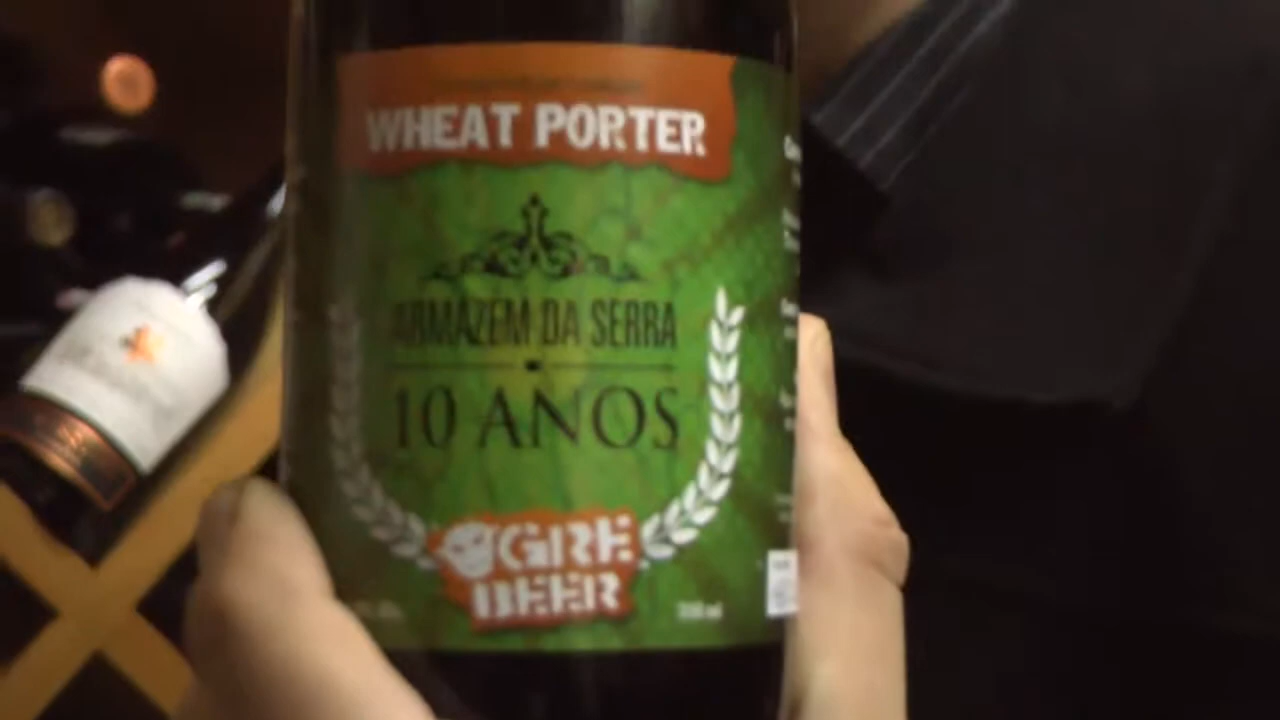 WHEAT PORTER
ARMAZEM DA SERRA
10 ANOS
OGRE
BEER